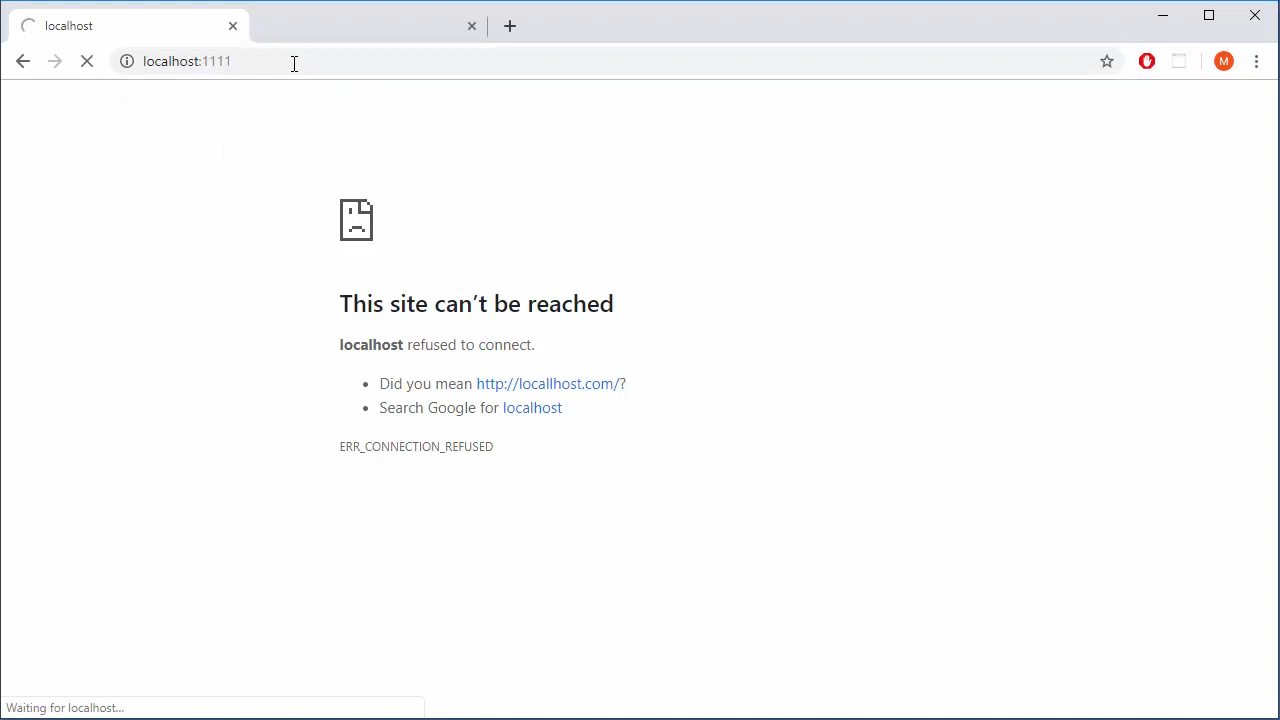 localhost
localhost:1111
M
This site can't be reached
localhost refused to connect.
Did you mean http://locallhost.com/?
Search Google for localhost
ERR_CONNECTION_REFUSED
Waiting for localhost...